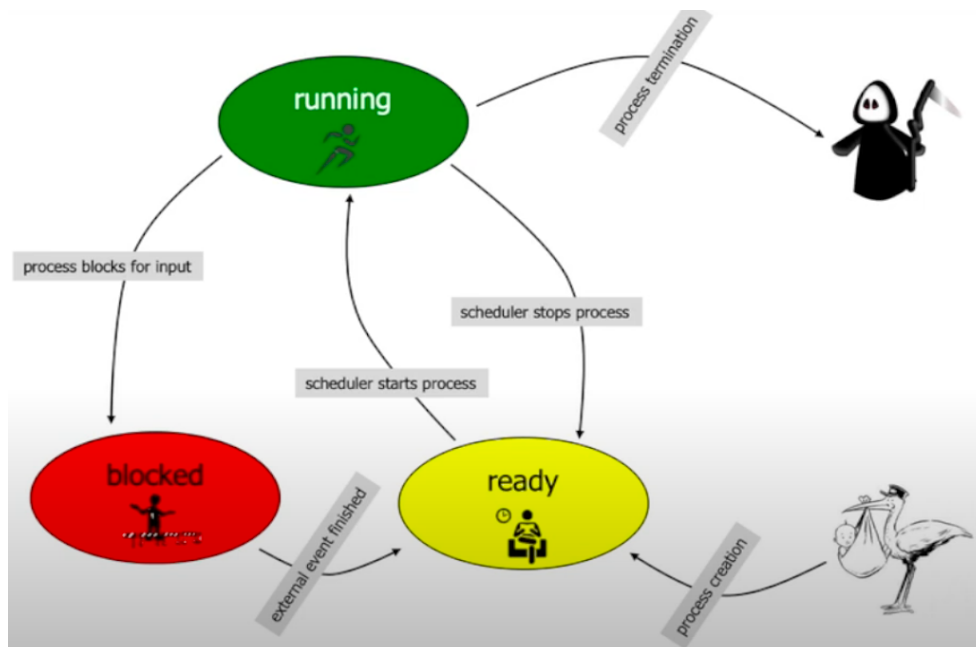 process termination
running
process blocks for input
scheduler stops process
scheduler starts process
blocked
ready
external event finished
process creation